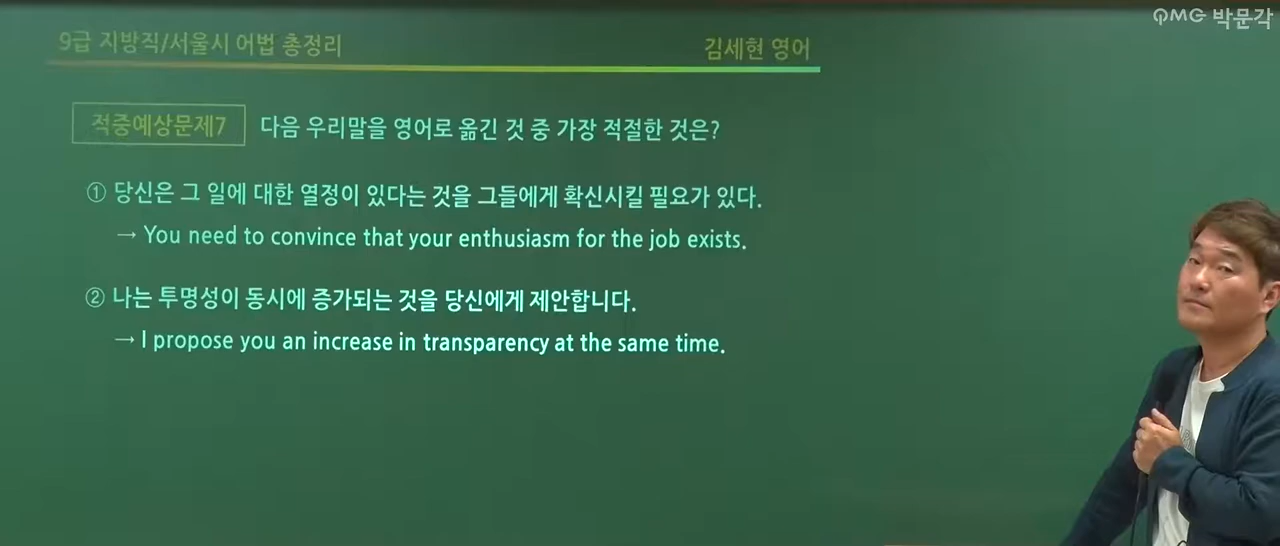 QMG 박문각
9급 지방직/서울시 어법 총정리
김세현 영어
적중예상문제7 다음 우리말을 영어로 옮긴 것 중 가장 적절한 것은?
① 당신은 그 일에 대한 열정이 있다는 것을 그들에게 확신시킬 필요가 있다.
→ You need to convince that your enthusiasm for the job exists.
② 나는 투명성이 동시에 증가되는 것을 당신에게 제안합니다.
→ I propose you an increase in transparency at the same time.